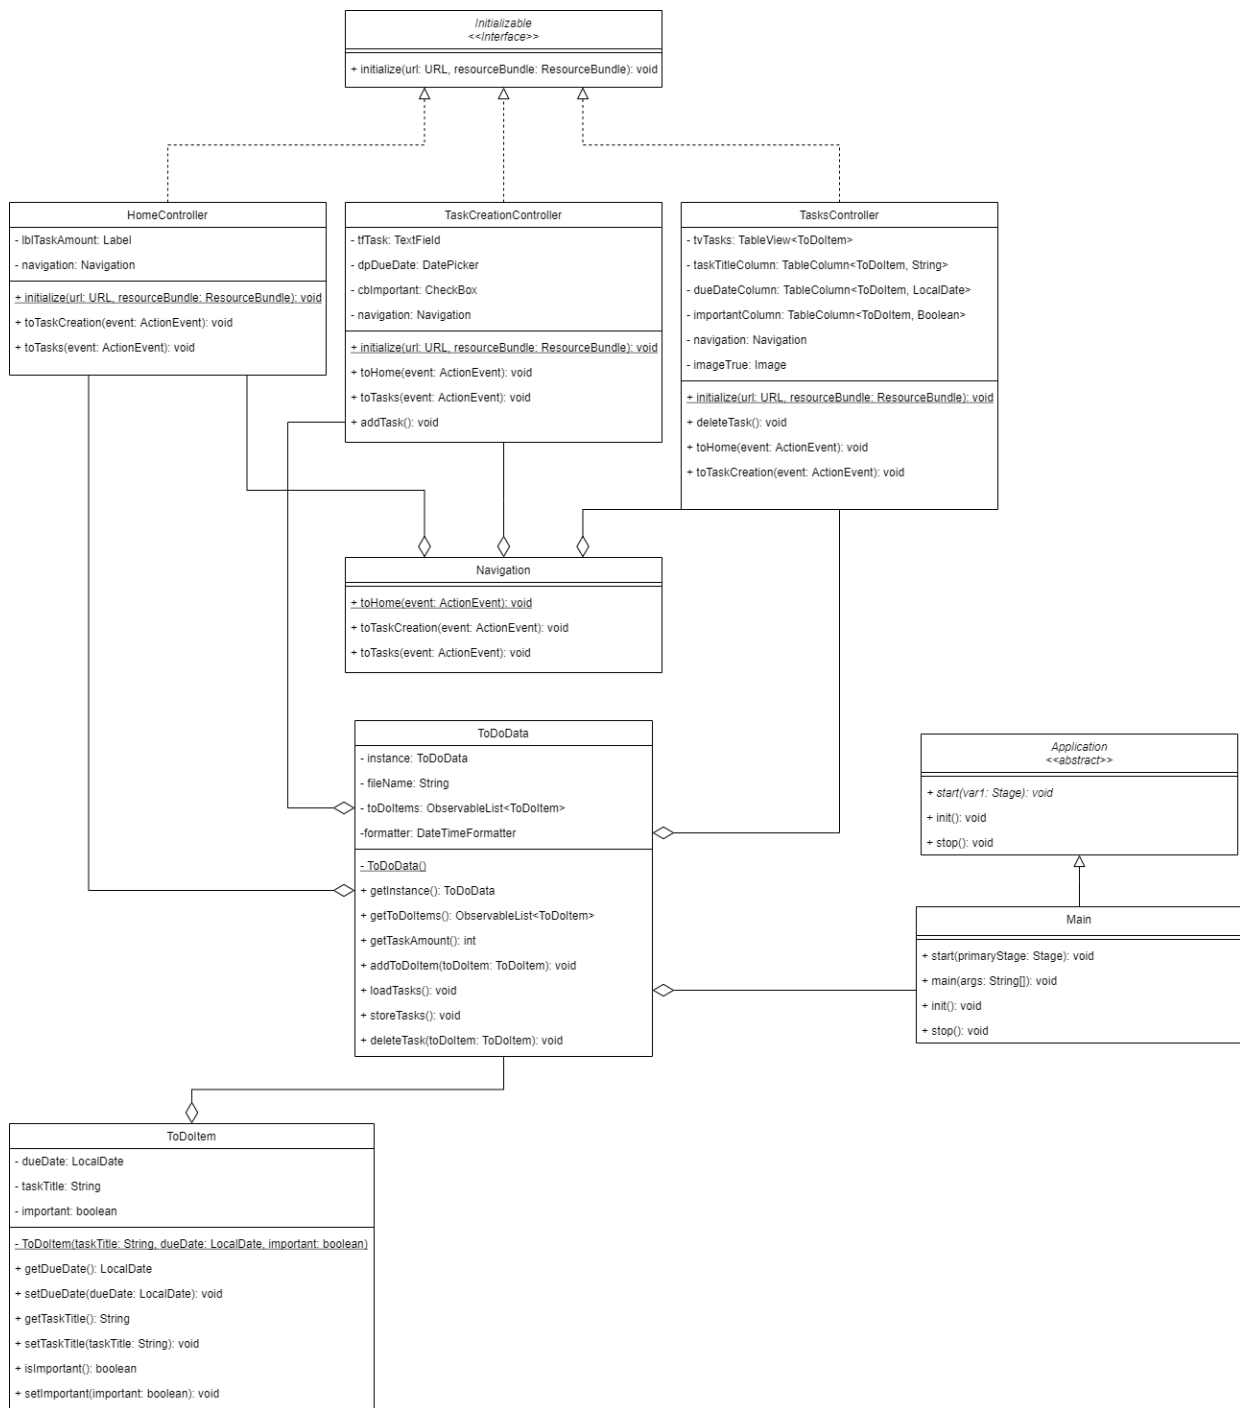 Initializable
<<Interface>>
+ initialize(url: URL, resourceBundle: ResourceBundle): void
HomeController
- lblTaskAmount: Label
- navigation: Navigation
+ initialize(url: URL, resourceBundle: ResourceBundle): void
+ toTaskCreation(event: ActionEvent): void
+ toTasks(event: ActionEvent): void
TaskCreationController
- tfTask: TextField
- dpDueDate: DatePicker
- cbImportant: CheckBox
- navigation: Navigation
+ initialize(url: URL, resourceBundle: ResourceBundle): void
+ toHome(event: ActionEvent): void
+ toTasks(event: ActionEvent): void
+ addTask(): void
TasksController
- tvTasks: TableView<ToDoItem>
- taskTitleColumn: TableColumn<ToDoItem, String>
- dueDateColumn: TableColumn<ToDoItem, LocalDate>
- importantColumn: TableColumn<ToDoItem, Boolean>
- navigation: Navigation
- imageTrue: Image
+ initialize(url: URL, resourceBundle: ResourceBundle): void
+ deleteTask(): void
+ toHome(event: ActionEvent): void
+ toTaskCreation(event: ActionEvent): void
Navigation
+ toHome(event: ActionEvent): void
+ toTaskCreation(event: ActionEvent): void
+ toTasks(event: ActionEvent): void
ToDoData
- instance: ToDoData
- fileName: String
- toDoItems: ObservableList<ToDoItem>
-formatter: DateTimeFormatter
- ToDoData()
+ getInstance(): ToDoData
+ getToDoItems(): ObservableList<ToDoItem>
+ getTaskAmount(): int
+ addToDoItem(toDoItem: ToDoItem): void
+ loadTasks(): void
+ storeTasks(): void
+ deleteTask(toDoItem: ToDoItem): void
Application
<<abstract>>
+ start(var1: Stage): void
+ init(): void
+ stop(): void
Main
+ start(primaryStage: Stage): void
+ main(args: String[]): void
+ init(): void
+ stop(): void
ToDoItem
- dueDate: LocalDate
- taskTitle: String
- important: boolean
- ToDoItem(taskTitle: String, dueDate: LocalDate, important: boolean)
+ getDueDate(): LocalDate
+ setDueDate(dueDate: LocalDate): void
+ getTaskTitle(): String
+ setTaskTitle(taskTitle: String): void
+ isImportant(): boolean
+ setImportant(important: boolean): void